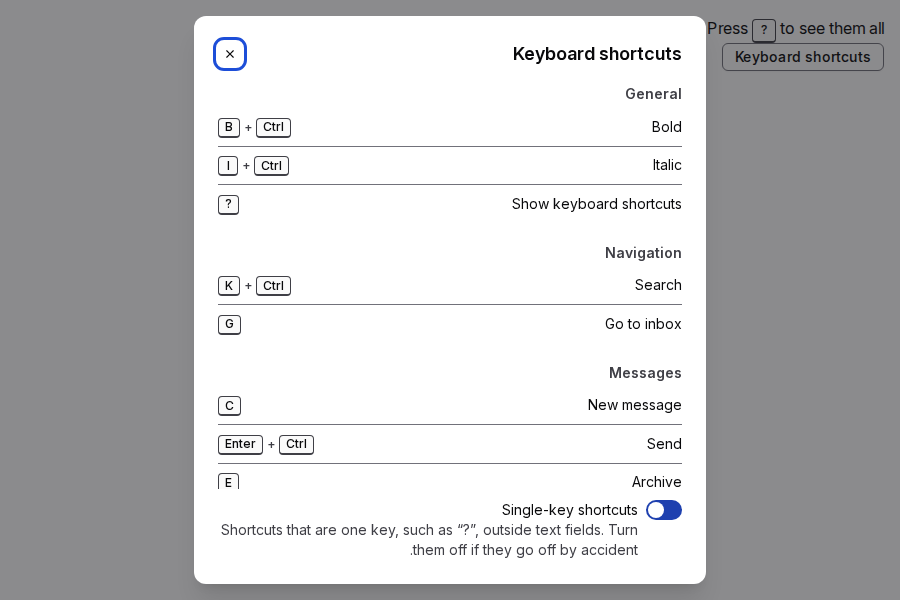 Press ? to see them all
Keyboard shortcuts
× Keyboard shortcuts
General
B + Ctrl Bold
I + Ctrl Italic
? Show keyboard shortcuts
Navigation
K + Ctrl Search
G Go to inbox
Messages
C New message
Enter + Ctrl Send
E Archive
Single-key shortcuts
Shortcuts that are one key, such as “?”, outside text fields. Turn
.them off if they go off by accident